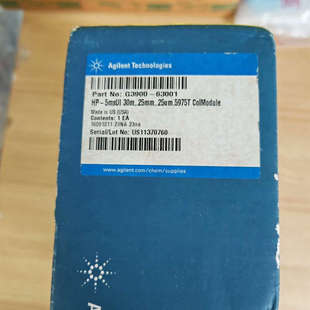 Agilent Technologies
Part No: G3900-63001
HP-5msUI 30m,.25mm,.25um,5975T ColModule
Made in US (USA)
Contents: 1 EA
Serial/Lot No: US11370760
www.agilent.com/chem/supplies
A